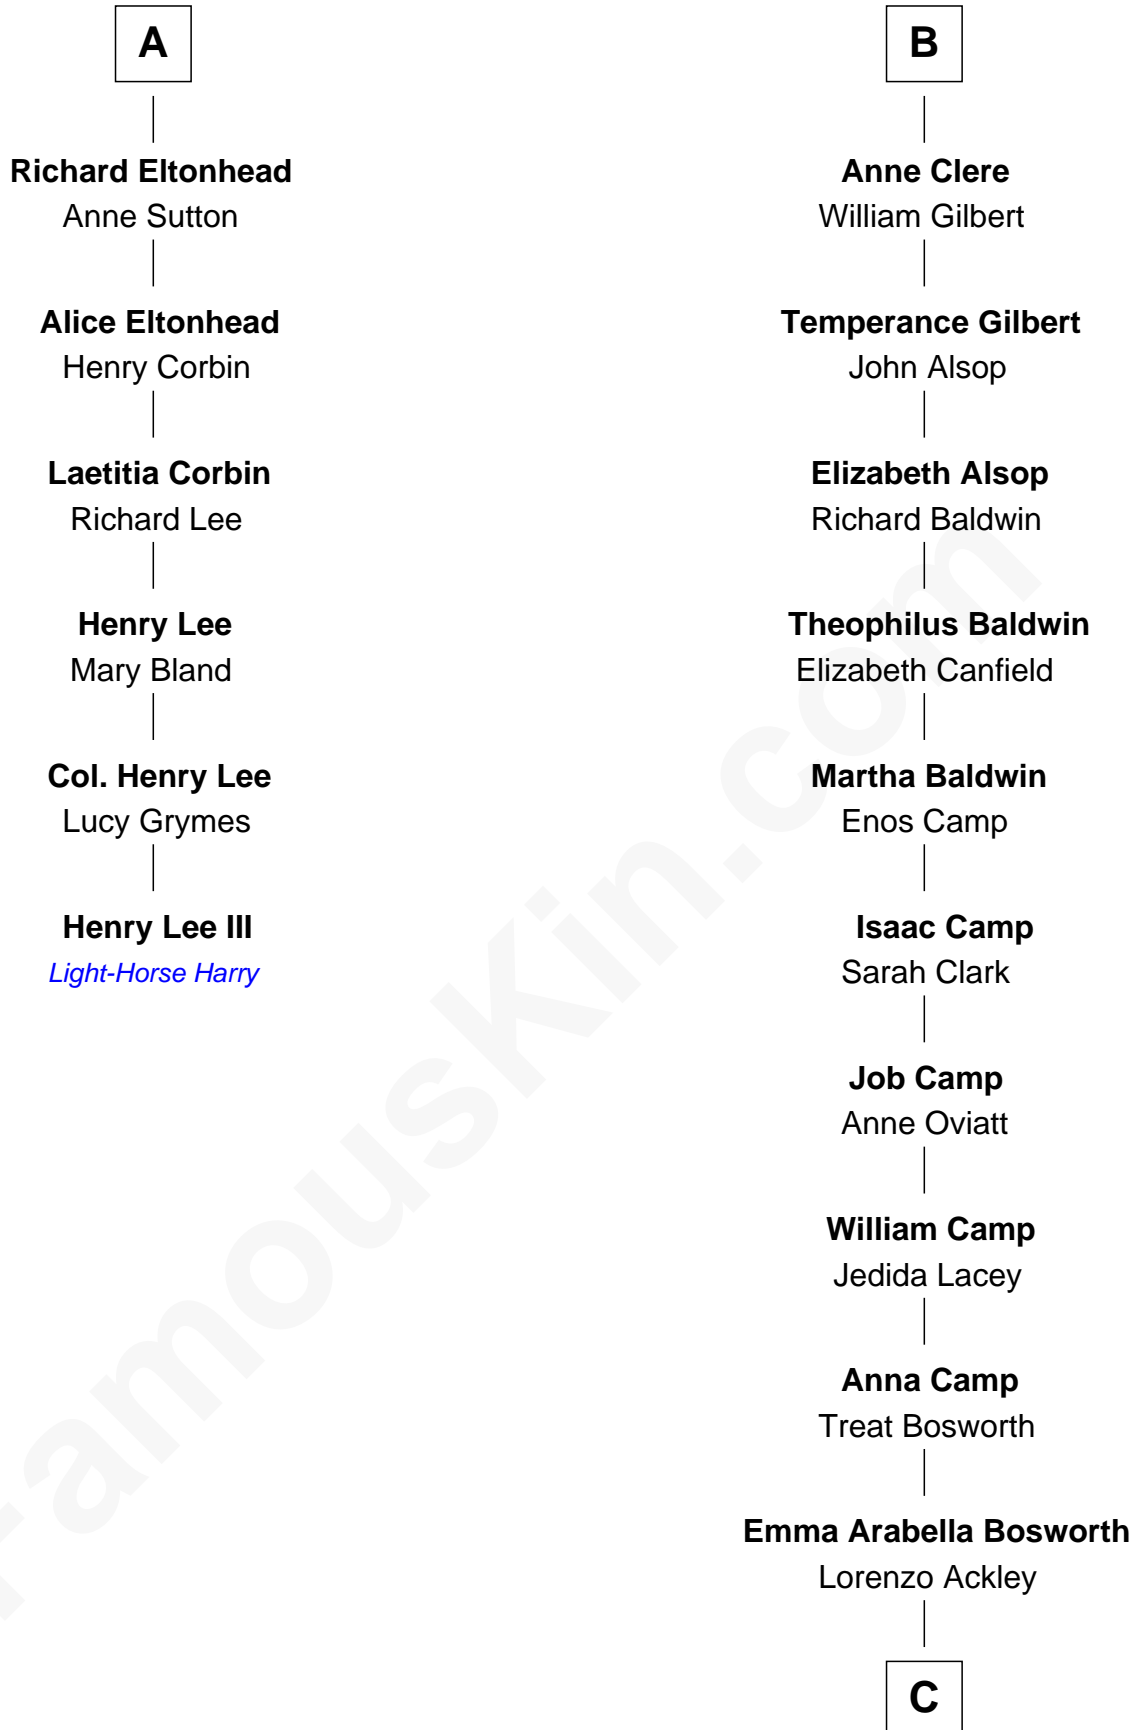 A
Richard Eltonhead
Anne Sutton
Alice Eltonhead
Henry Corbin
Laetitia Corbin
Richard Lee
Henry Lee
Mary Bland
Col. Henry Lee
Lucy Grymes
Henry Lee III
Light-Horse Harry
B
Anne Clere
William Gilbert
Temperance Gilbert
John Alsop
Elizabeth Alsop
Richard Baldwin
Theophilus Baldwin
Elizabeth Canfield
Martha Baldwin
Enos Camp
Isaac Camp
Sarah Clark
Job Camp
Anne Oviatt
William Camp
Jedida Lacey
Anna Camp
Treat Bosworth
Emma Arabella Bosworth
Lorenzo Ackley
C
FamousKin.com